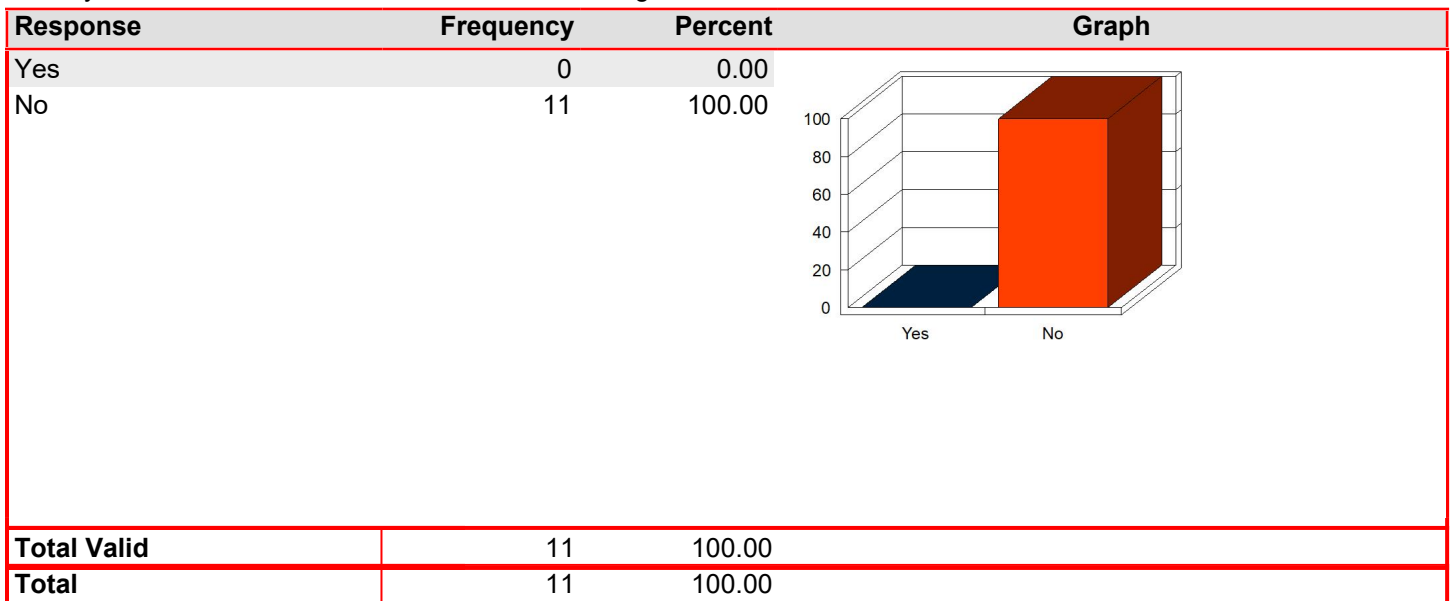 Response Frequency Percent Graph
Yes 0 0.00
No 11 100.00
100
80
60
40
20
0
Yes No
Total Valid 11 100.00
Total 11 100.00